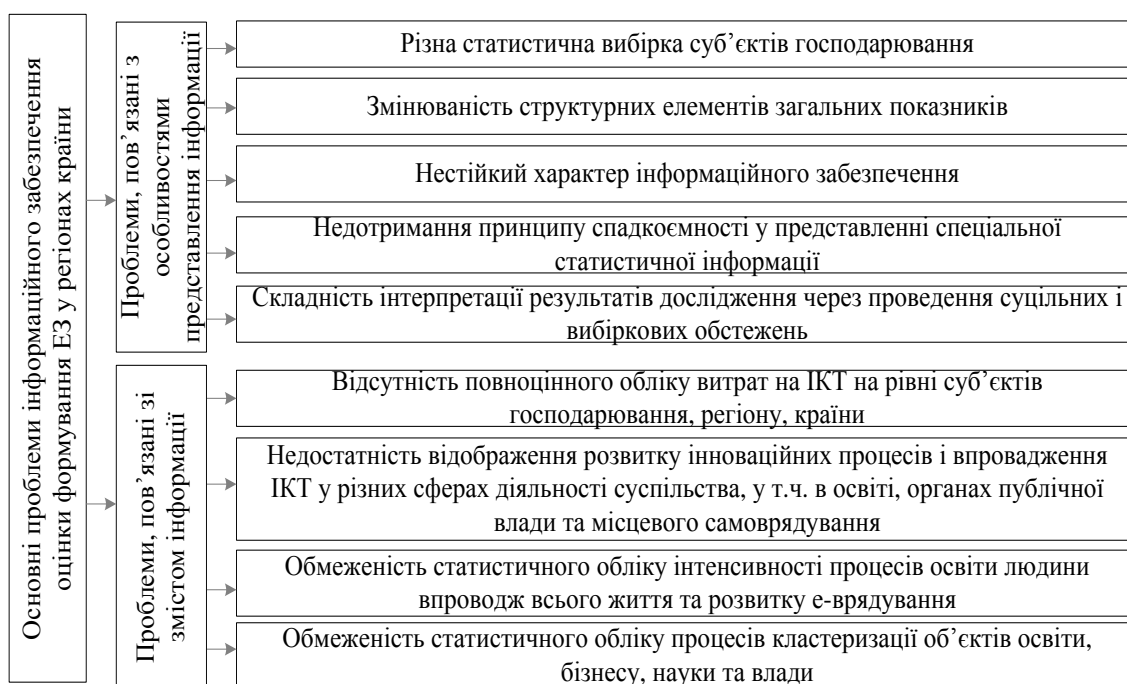 Основні проблеми інформаційного забезпечення
оцінки формування ЕЗ у регіонах країни
Проблеми, пов’язані з
особливостями
представлення інформації
Різна статистична вибірка суб’єктів господарювання
Змінюваність структурних елементів загальних показників
Нестійкий характер інформаційного забезпечення
Недотримання принципу спадкоємності у представленні спеціальної
статистичної інформації
Складність інтерпретації результатів дослідження через проведення суцільних і
вибіркових обстежень
Проблеми, пов’язані зі
змістом інформації
Відсутність повноцінного обліку витрат на ІКТ на рівні суб’єктів
господарювання, регіону, країни
Недостатність відображення розвитку інноваційних процесів і впровадження
ІКТ у різних сферах діяльності суспільства, у т.ч. в освіті, органах публічної
влади та місцевого самоврядування
Обмеженість статистичного обліку інтенсивності процесів освіти людини
впроводж всього життя та розвитку е-врядування
Обмеженість статистичного обліку процесів кластеризації об’єктів освіти,
бізнесу, науки та влади